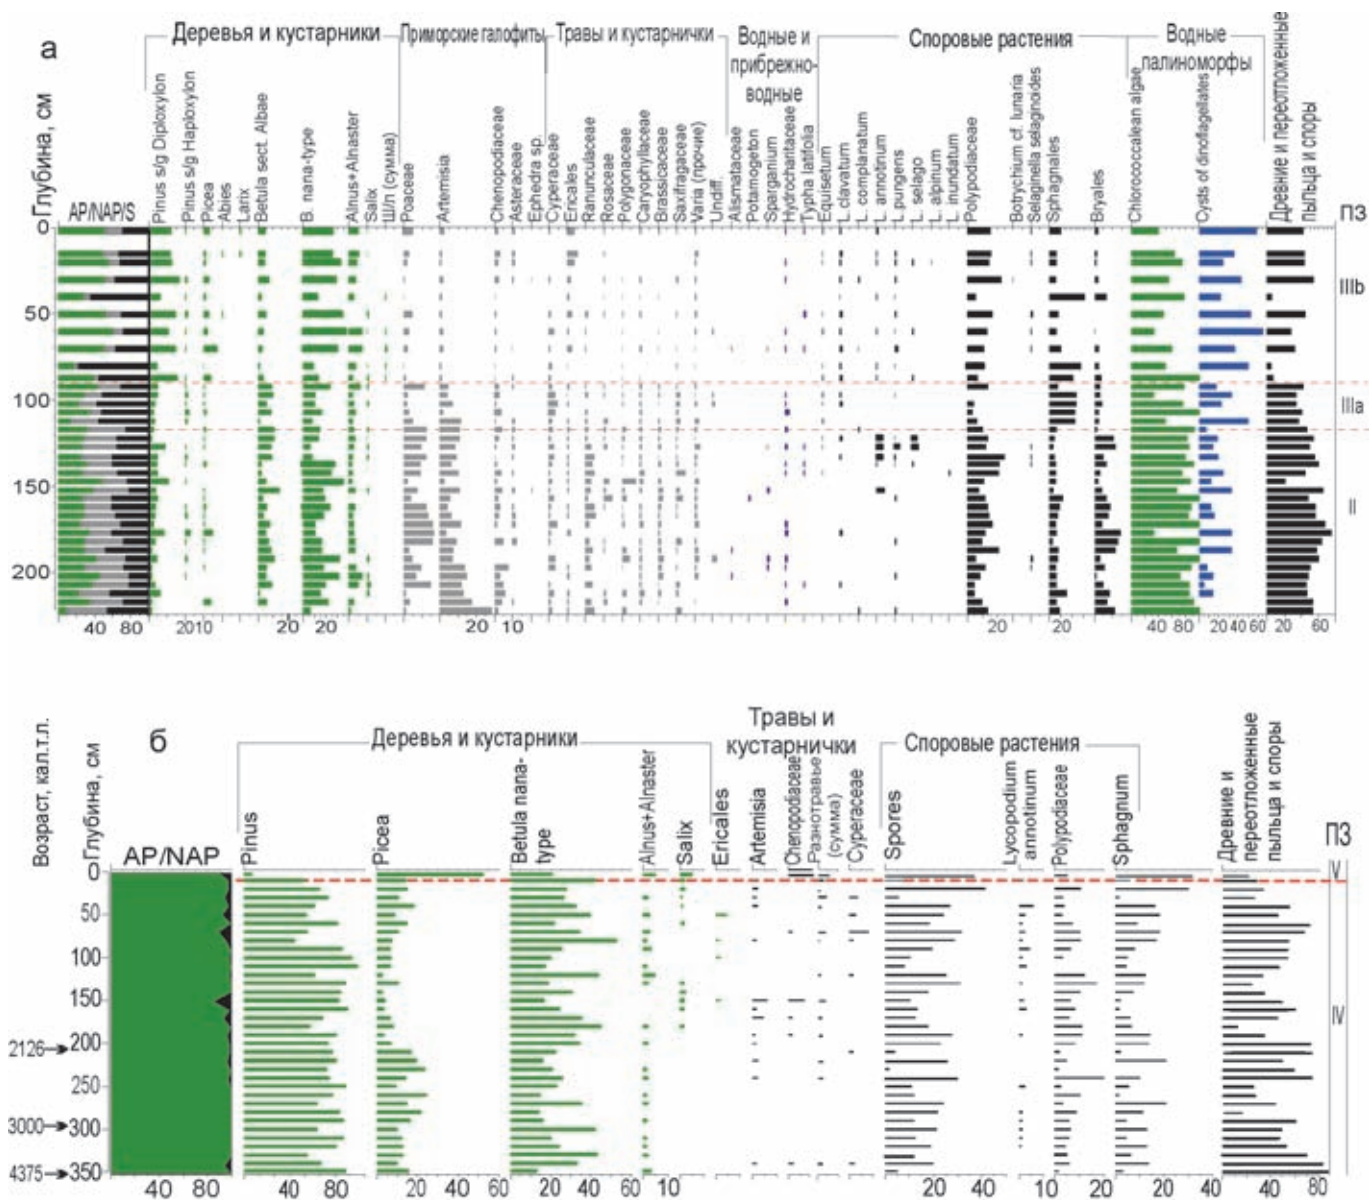 а
Деревья и кустарники
Приморские галофиты
Травы и кустарнички
Водные и
прибрежно-
водные
Споровые растения
Водные
палиноморфы
Древние и переотложенные
пыльца и споры
Глубина, см
AP/NAP/S
Pinus s/g Diploxylon
Pinus s/g Haploxylon
Picea
Abies
Larix
Betula sect. Albae
B. nana-type
Alnus+Alnaster
Salix
Ш/п (сумма)
Poaceae
Artemisia
Chenopodiaceae
Asteraceae
Ephedra sp.
Cyperaceae
Ericales
Ranunculaceae
Rosaceae
Polygonaceae
Caryophyllaceae
Brassicaceae
Saxifragaceae
Varia (прочие)
Undiff.
Alismataceae
Potamogeton
Sparganium
Hydrocharitaceae
Typha latifolia
Equisetum
L. clavatum
L. complanatum
L. annotinum
L. pungens
L. selago
L. alpinum
L. inundatum
Polypodiaceae
Botrychium cf. lunaria
Selaginella selaginoides
Sphagnales
Bryales
Chlorococcalean algae
Cysts of dinoflagellates
ПЗ
0
50
100
150
200
IIIb
IIIa
II
40 80 20 10 20 20 20 10 20 20 40 80 20 40 60 20 60
б
Деревья и кустарники
Травы и
кустарнички
Споровые растения
Возраст, кал.т.л.
Глубина, см
AP/NAP
Pinus
Picea
Betula nana-
type
Alnus+Alnaster
Salix
Ericales
Artemisia
Chenopodiaceae
Разнотравье
(сумма)
Cyperaceae
Spores
Lycopodium
annotinum
Polypodiaceae
Sphagnum
Древние и
переотложенные
пыльца и споры
ПЗ
0
50
100
150
200
250
300
350
2126
3000
4375
V
IV
40 80 40 80 20 40 60 20 40 60 10 20 40 10 20 20 40 20 40 60 80